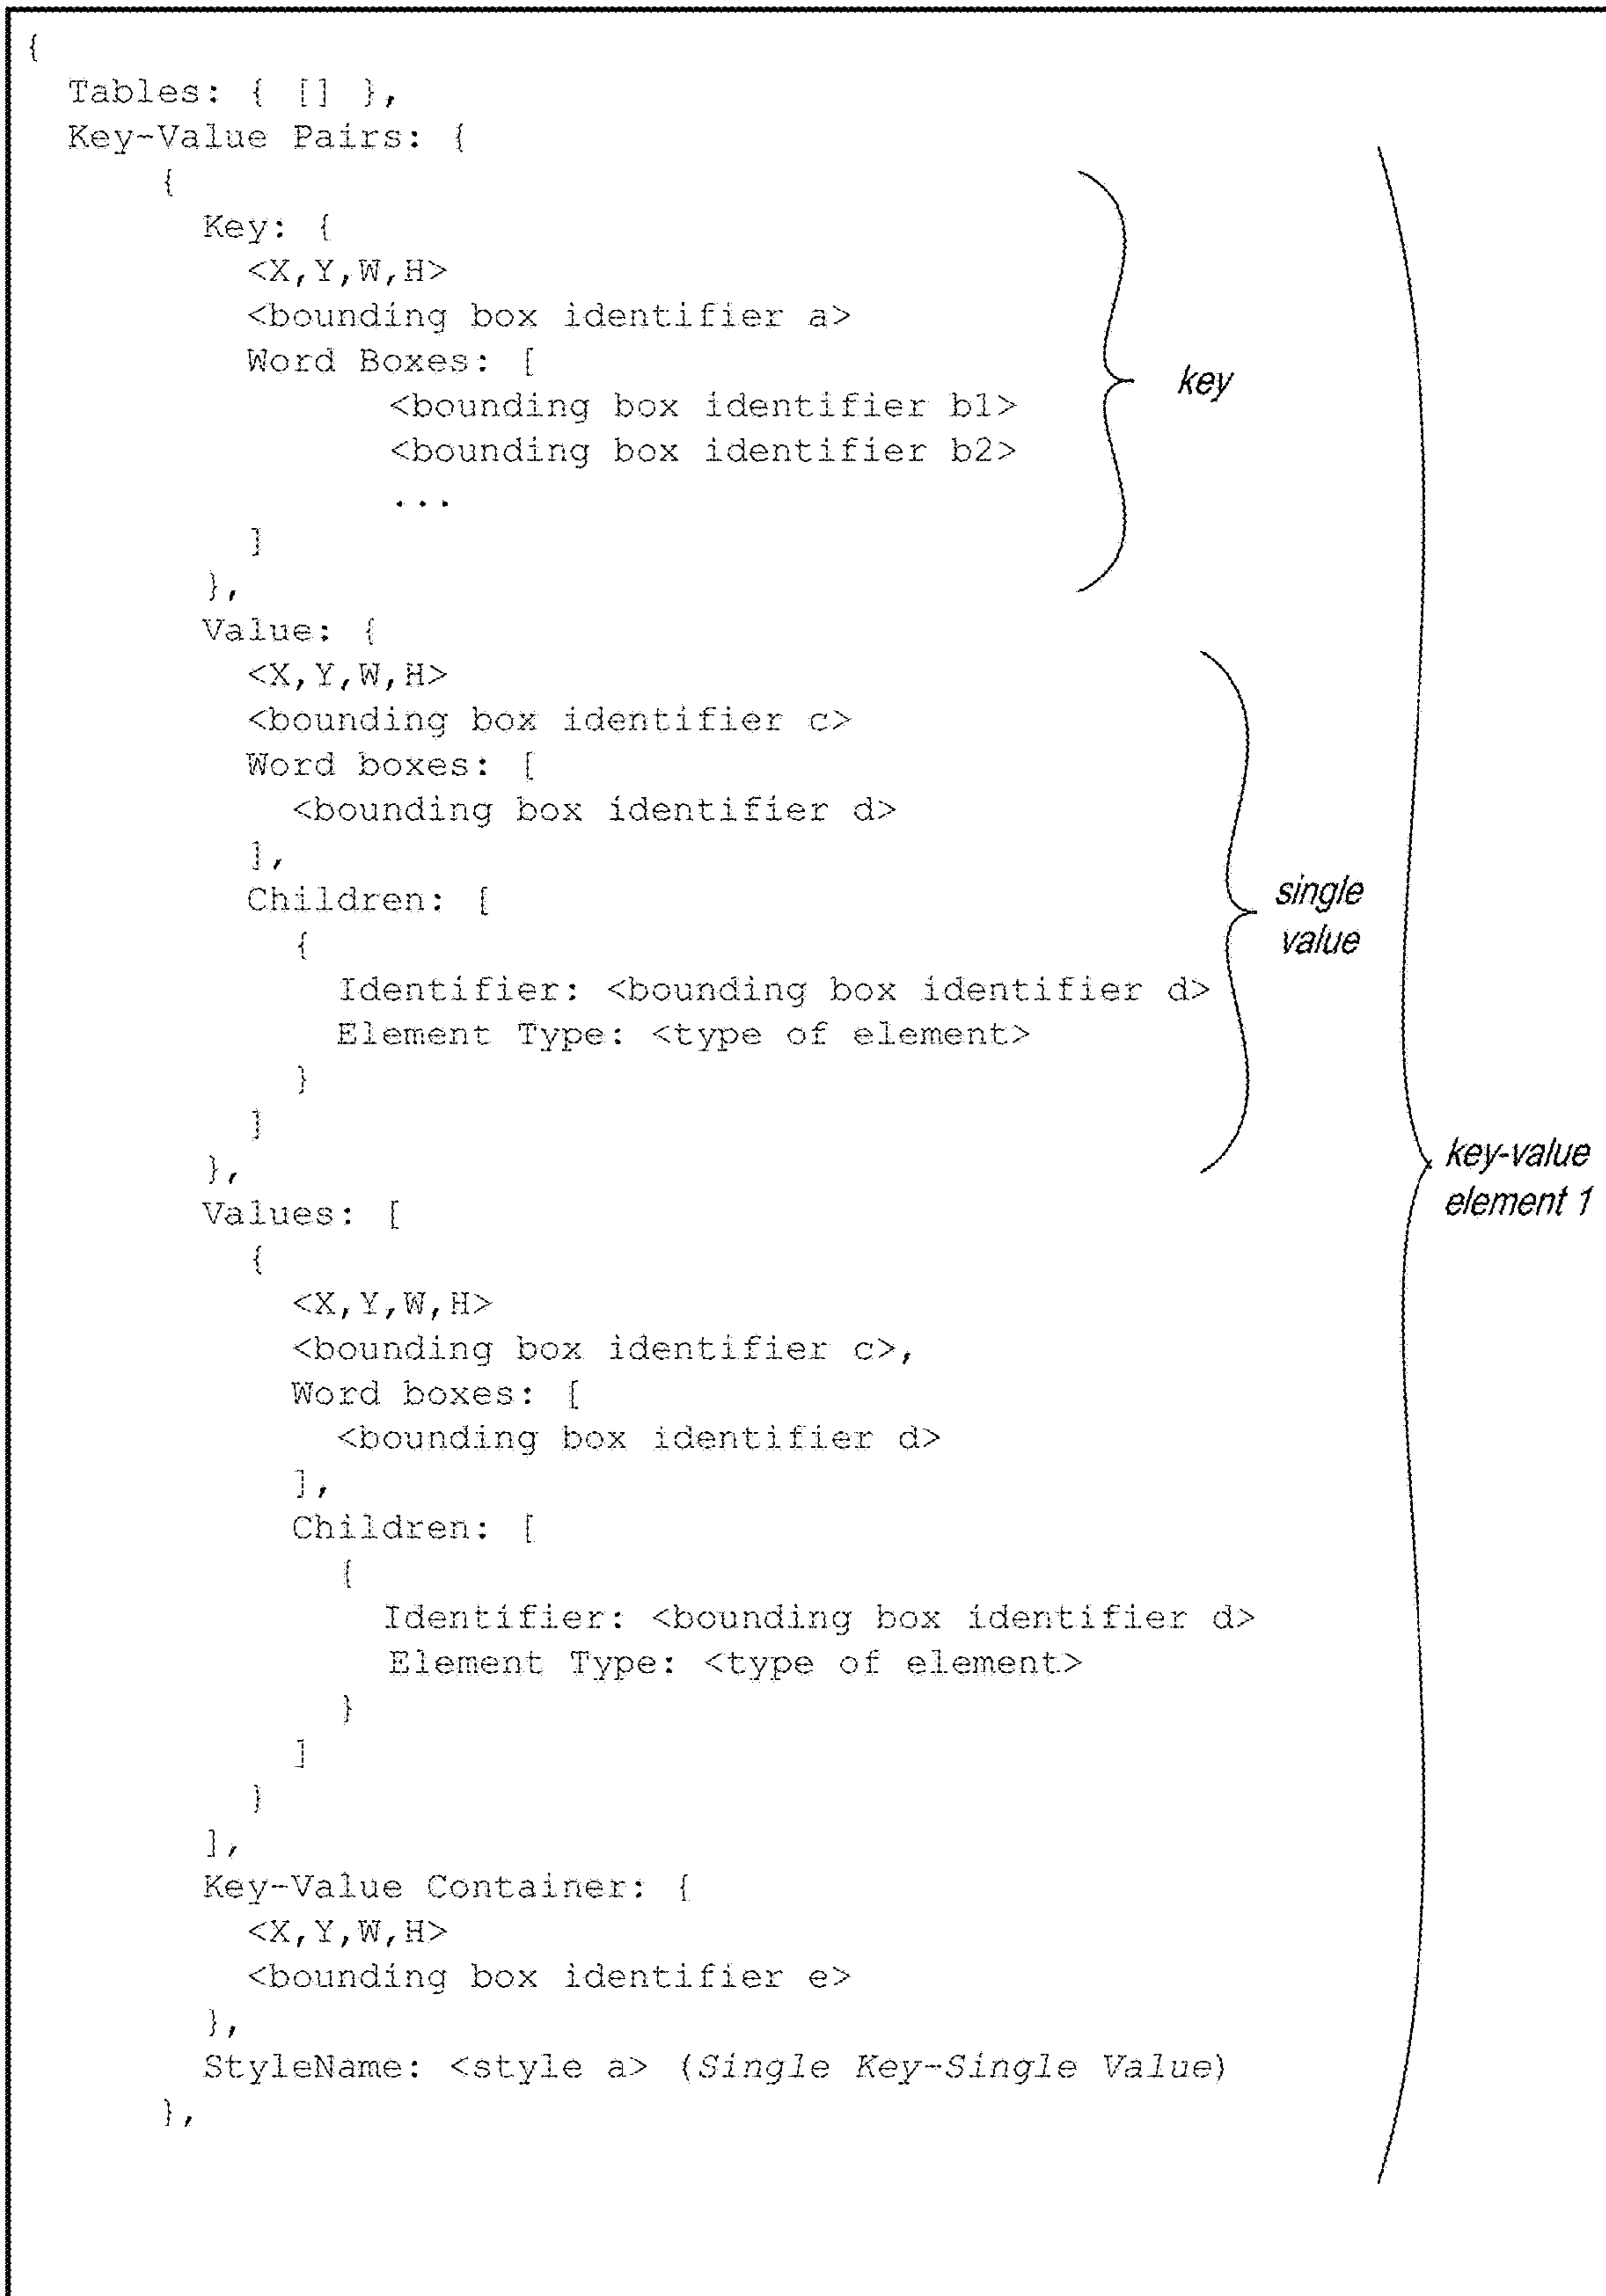 {
Tables: { [] },
Key-Value Pairs: {
{
Key: {
<X,Y,W,H>
<bounding box identifier a>
Word Boxes: [
<bounding box identifier b1>
<bounding box identifier b2>
...
]
},
key
Value: {
<X,Y,W,H>
<bounding box identifier c>
Word boxes: [
<bounding box identifier d>
],
Children: [
{
Identifier: <bounding box identifier d>
Element Type: <type of element>
}
]
},
single
value
Values: [
{
<X,Y,W,H>
<bounding box identifier c>,
Word boxes: [
<bounding box identifier d>
],
Children: [
{
Identifier: <bounding box identifier d>
Element Type: <type of element>
}
]
}
],
Key-Value Container: {
<X,Y,W,H>
<bounding box identifier e>
},
StyleName: <style a> (Single Key-Single Value)
},
key-value
element 1